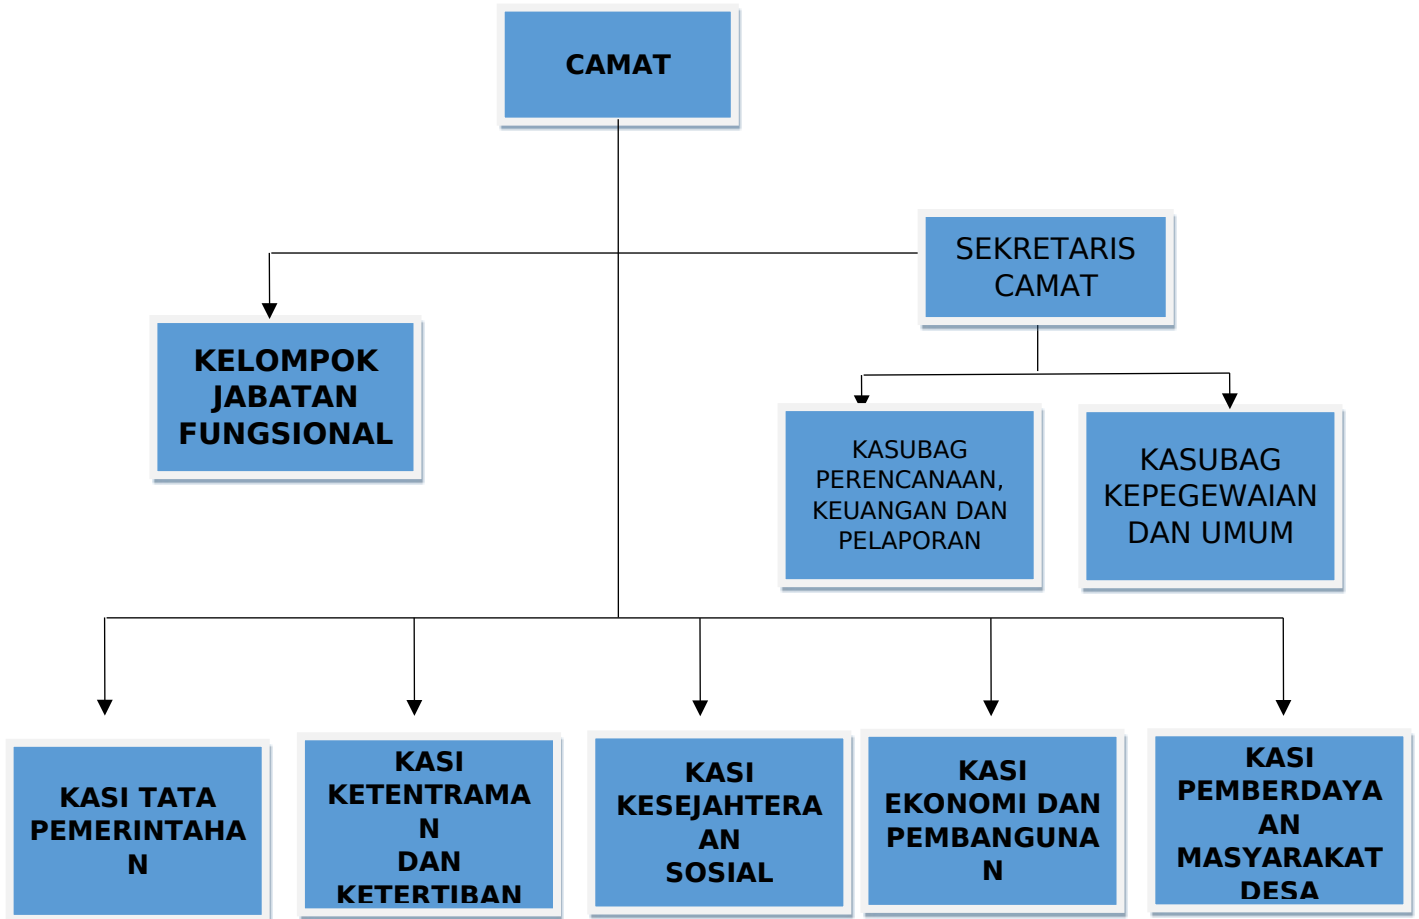 CAMAT
SEKRETARIS
CAMAT
KELOMPOK
JABATAN
FUNGSIONAL
KASUBAG
PERENCANAAN,
KEUANGAN DAN
PELAPORAN
KASUBAG
KEPEGEWAIAN
DAN UMUM
KASI TATA
PEMERINTAHA
N
KASI
KETENTRAMA
N
DAN
KETERTIBAN
KASI
KESEJAHTERA
AN
SOSIAL
KASI
EKONOMI DAN
PEMBANGUNA
N
KASI
PEMBERDAYA
AN
MASYARAKAT
DESA